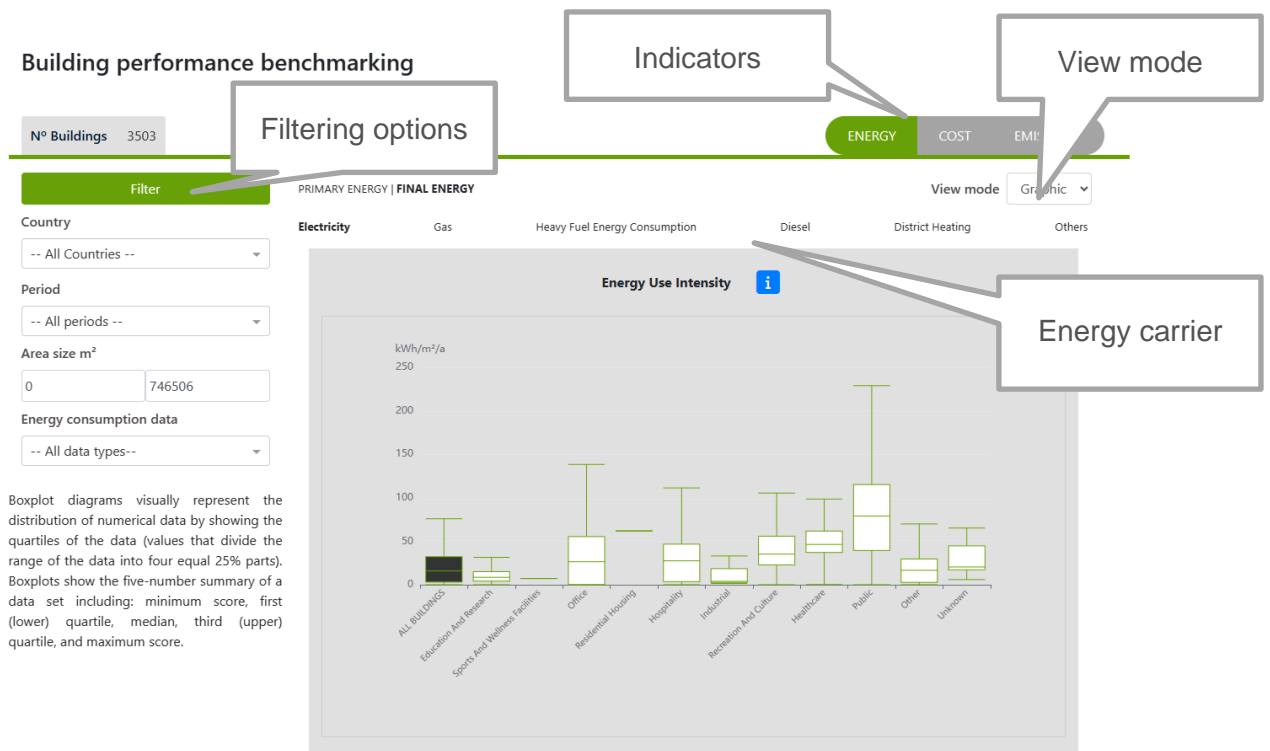 Indicators
View mode
Building performance benchmarking
Filtering options
Nº Buildings 3503
ENERGY COST EMIS
Filter
PRIMARY ENERGY | FINAL ENERGY
View mode Graphic
Country
Electricity Gas Heavy Fuel Energy Consumption Diesel District Heating Others
-- All Countries --
Energy Use Intensity i
Period
-- All periods --
Energy carrier
Area size m²
0 746506
Energy consumption data
-- All data types--
Boxplot diagrams visually represent the
distribution of numerical data by showing the
quartiles of the data (values that divide the
range of the data into four equal 25% parts).
Boxplots show the five-number summary of a
data set including: minimum score, first
(lower) quartile, median, third (upper)
quartile, and maximum score.
kWh/m²/a
250
200
150
100
50
0
ALL BUILDINGS
Education And Research
Sports And Wellness Facilities
Office
Residential Housing
Hospitality
Industrial
Recreation And Culture
Healthcare
Public
Other
Unknown